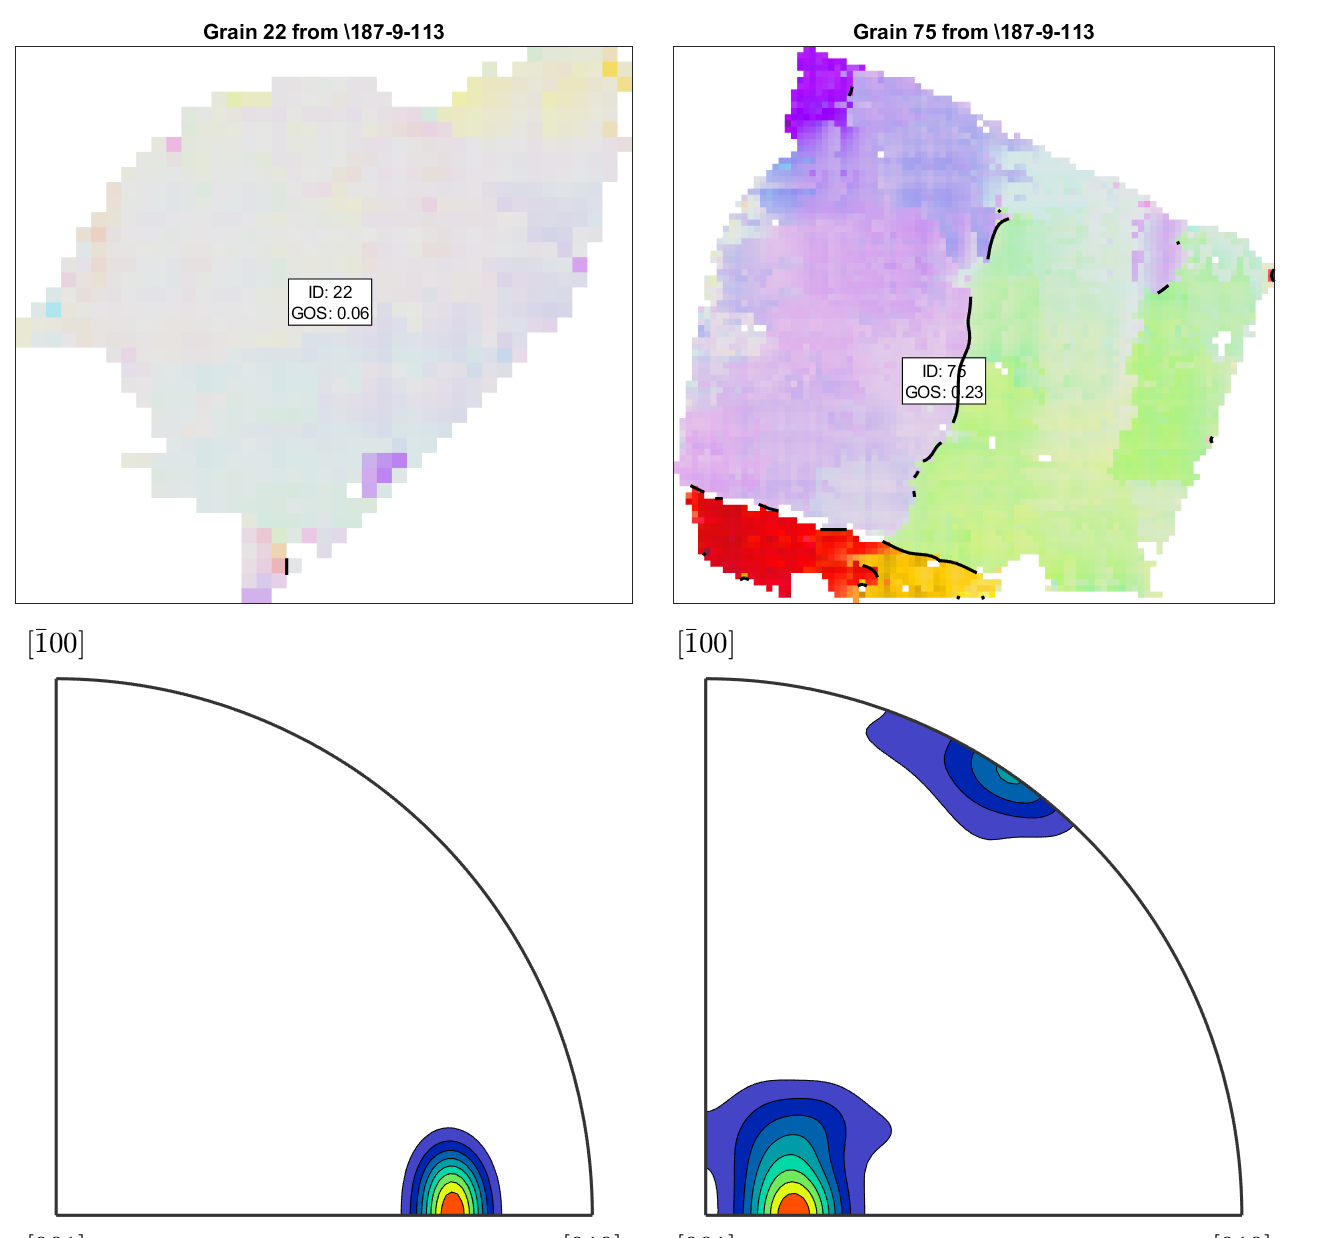 Grain 22 from \187-9-113
Grain 75 from \187-9-113
ID: 22
GOS: 0.06
ID: 75
GOS: 0.23
[1̅00]
[1̅00]